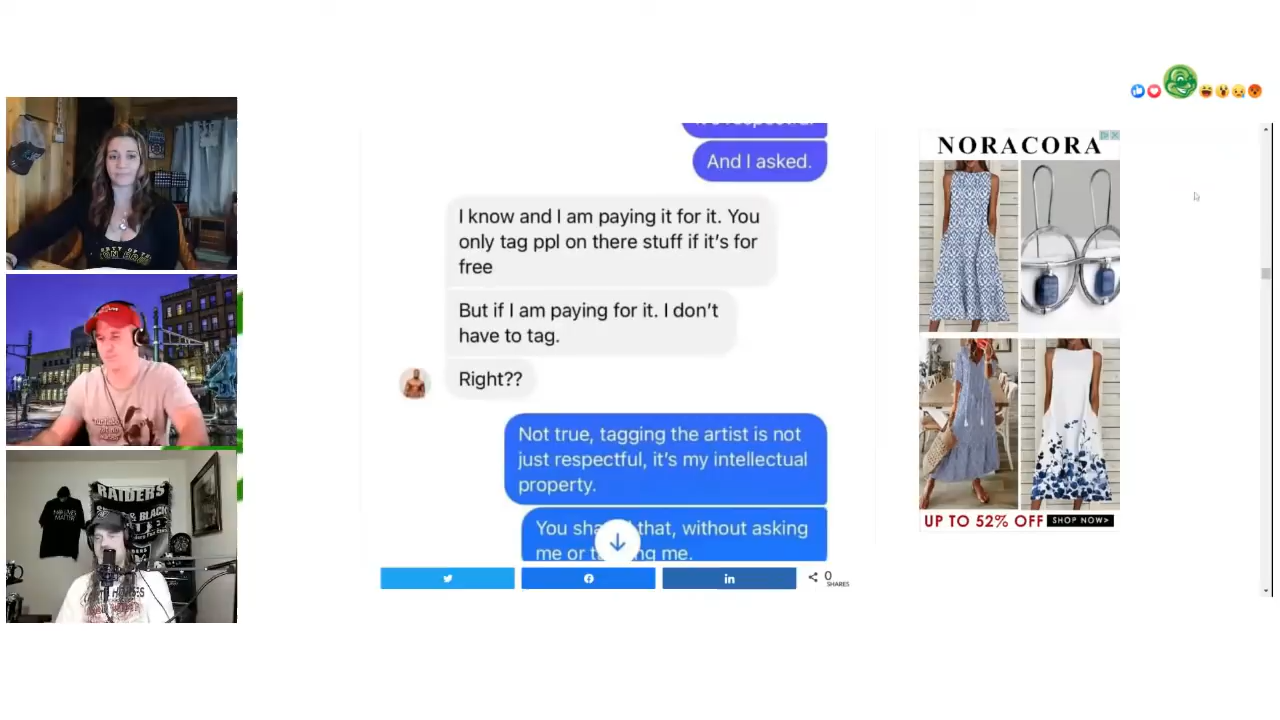 And I asked.
I know and I am paying it for it. You
only tag ppl on there stuff if it's for
free
But if I am paying for it. I don't
have to tag.
Right??
Not true, tagging the artist is not
just respectful, it's my intellectual
property.
You that, without asking
me or me.
0
SHARES
NORACORA
UP TO 52% OFF
SHOP NOW>
RAIDERS
& BLACK